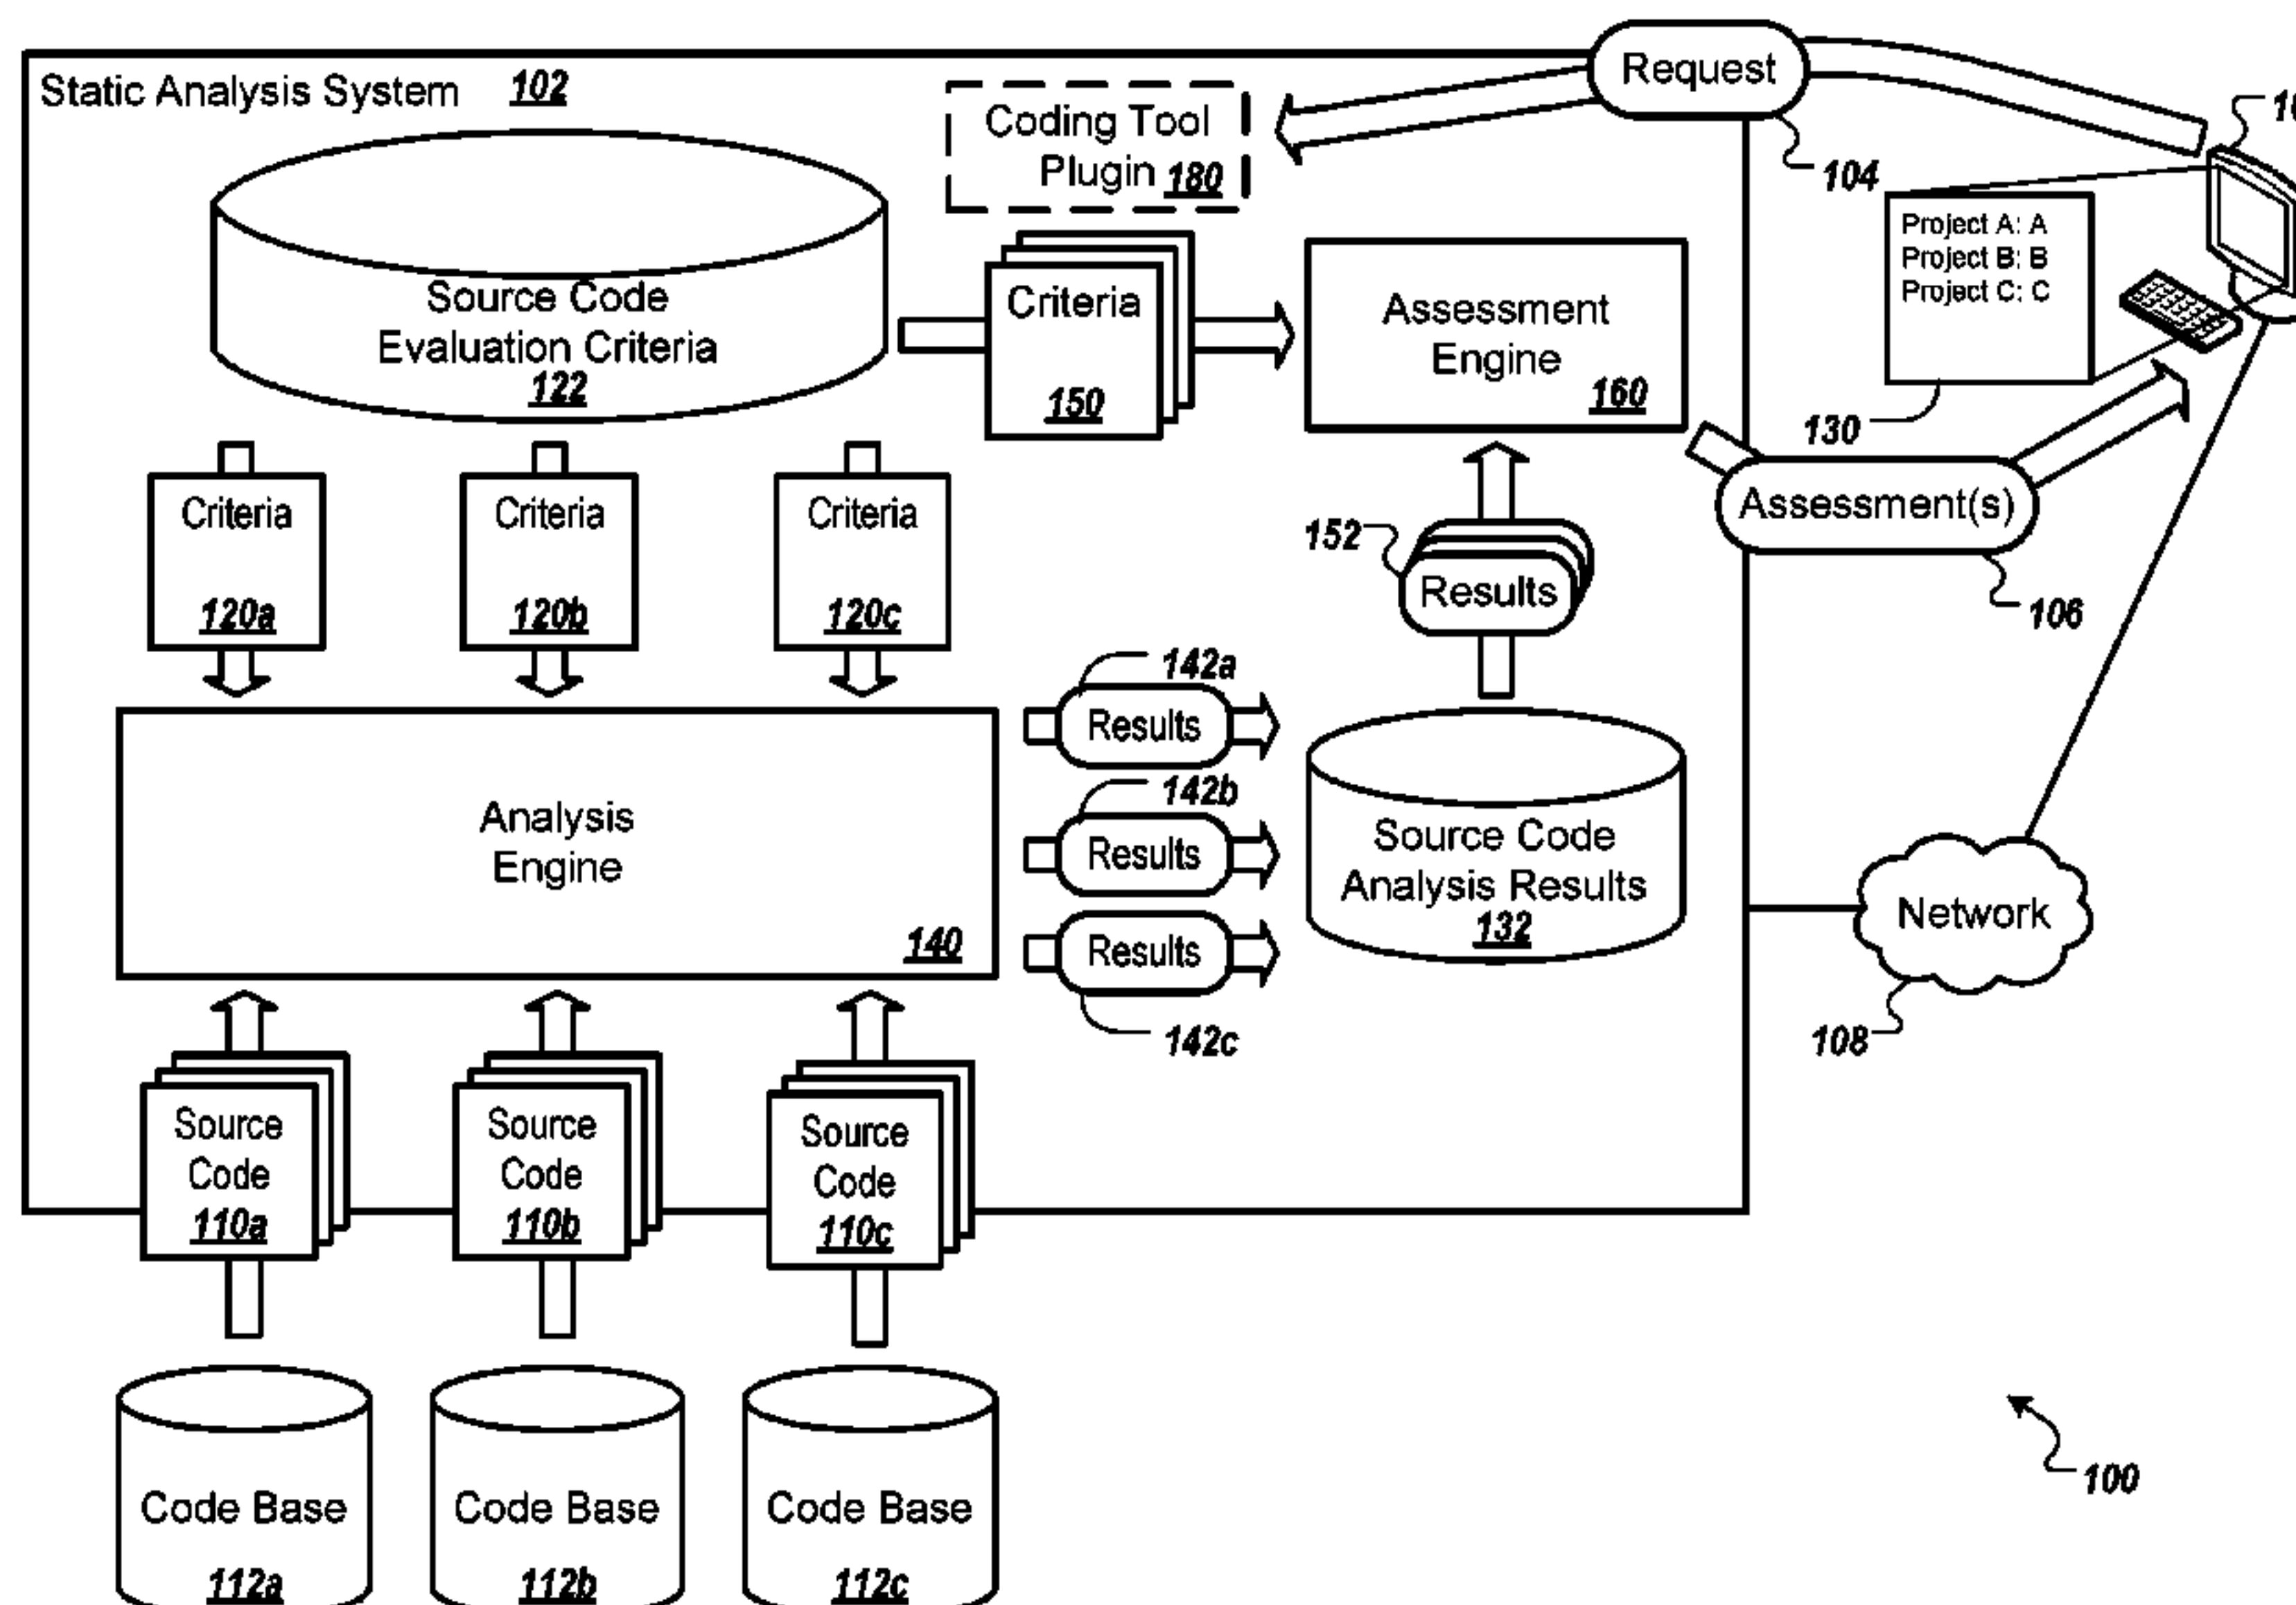 Static Analysis System 102
Request
104
Coding Tool
Plugin 180
Project A: A
Project B: B
Project C: C
130
Source Code
Evaluation Criteria
122
Criteria
150
Assessment
Engine
160
Assessment(s)
106
Criteria
120a
Criteria
120b
Criteria
120c
152
Results
142a
Results
142b
Results
Results
142c
Analysis
Engine
140
Source Code
Analysis Results
132
Network
108
Source
Code
110a
Source
Code
110b
Source
Code
110c
Code Base
112a
Code Base
112b
Code Base
112c
100